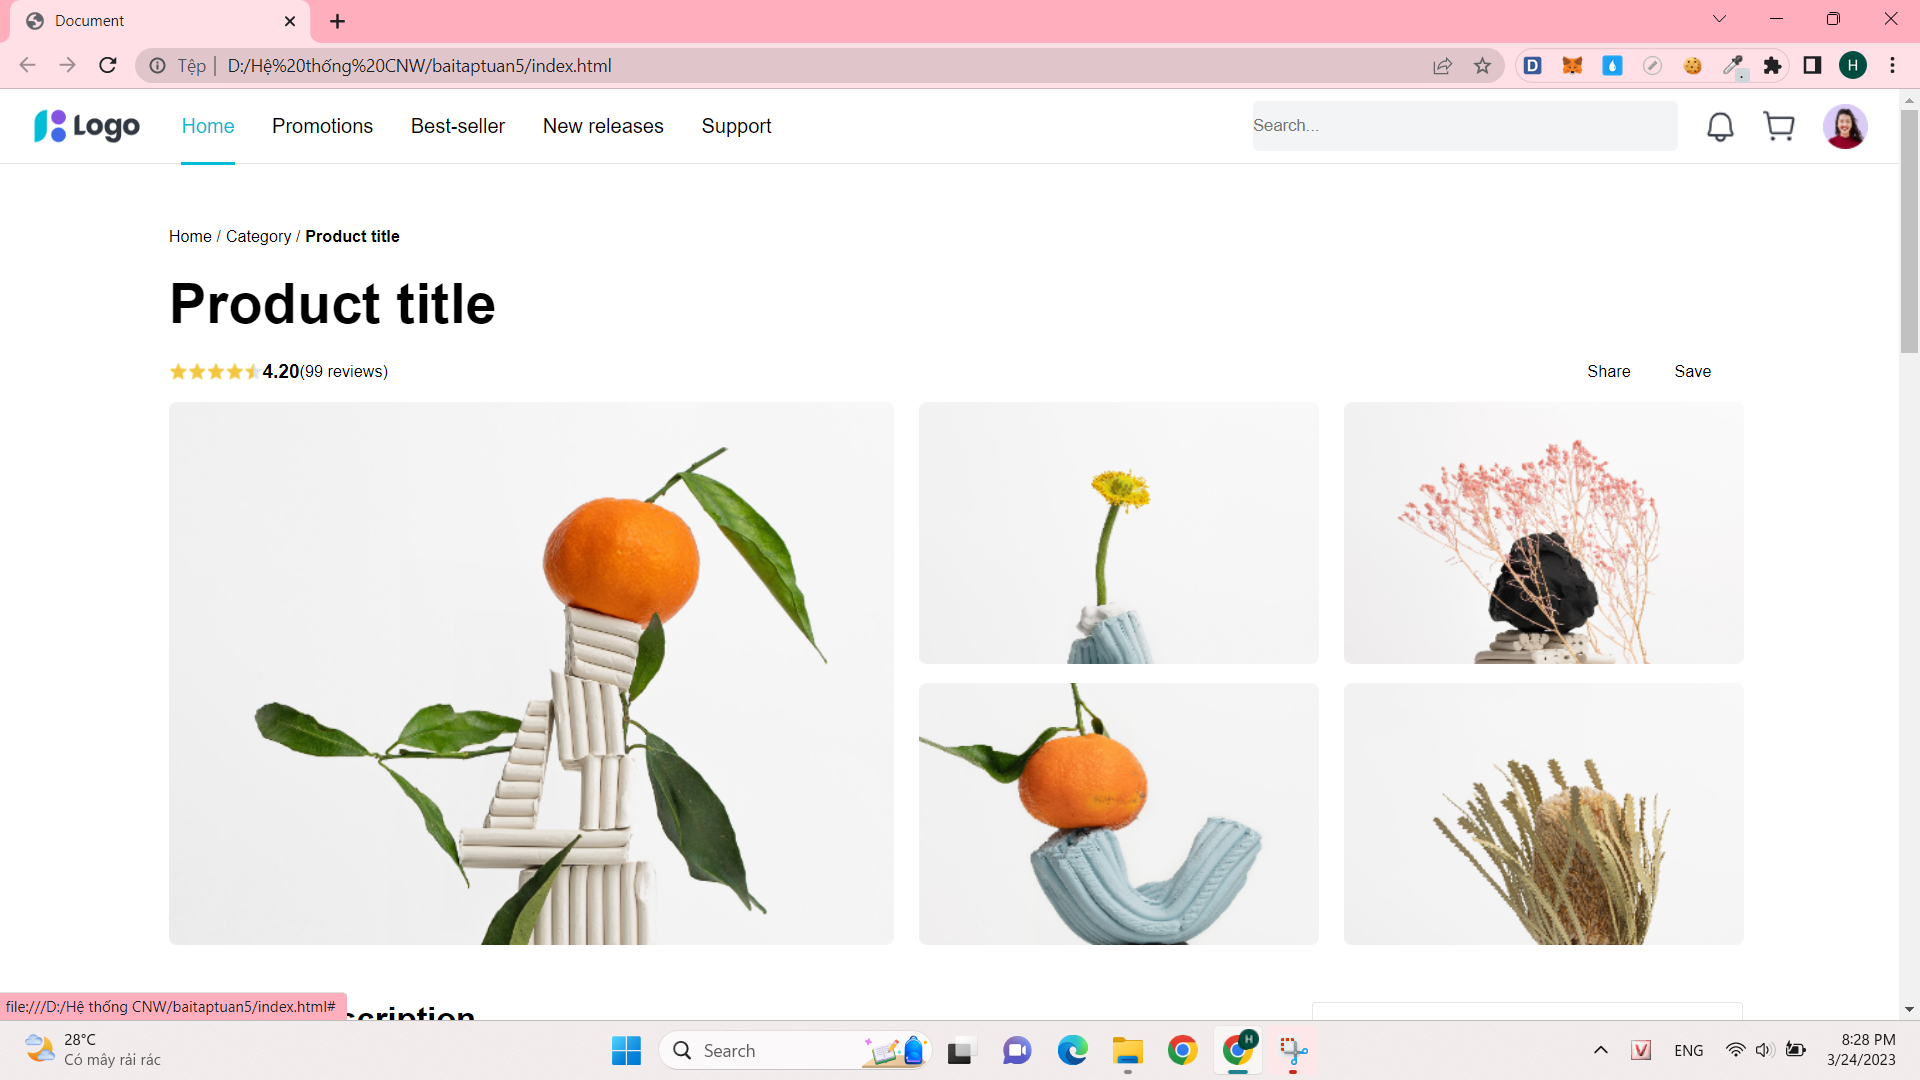 Document
Tệp
D:/Hệ%20thống%20CNW/baitaptuan5/index.html
D
H
Logo
Home
Promotions
Best-seller
New releases
Support
Search...
Home / Category / Product title
Product title
4.20(99 reviews)
Share
Save
scription
file:///D:/Hệ thống CNW/baitaptuan5/index.html#
28°C
Có mây rải rác
Search
H
V
ENG
8:28 PM
3/24/2023